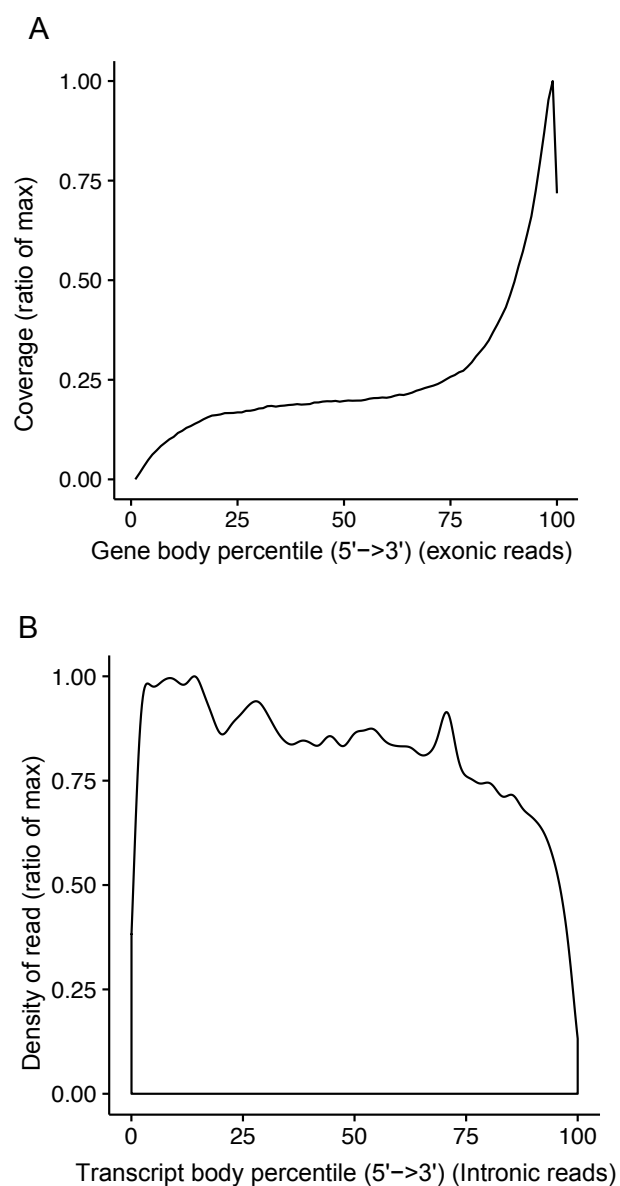 A
1.00
0.75
0.50
0.25
0.00
Coverage (ratio of max)
0 25 50 75 100
Gene body percentile (5'−>3') (exonic reads)
B
1.00
0.75
0.50
0.25
0.00
Density of read (ratio of max)
0 25 50 75 100
Transcript body percentile (5'−>3') (Intronic reads)